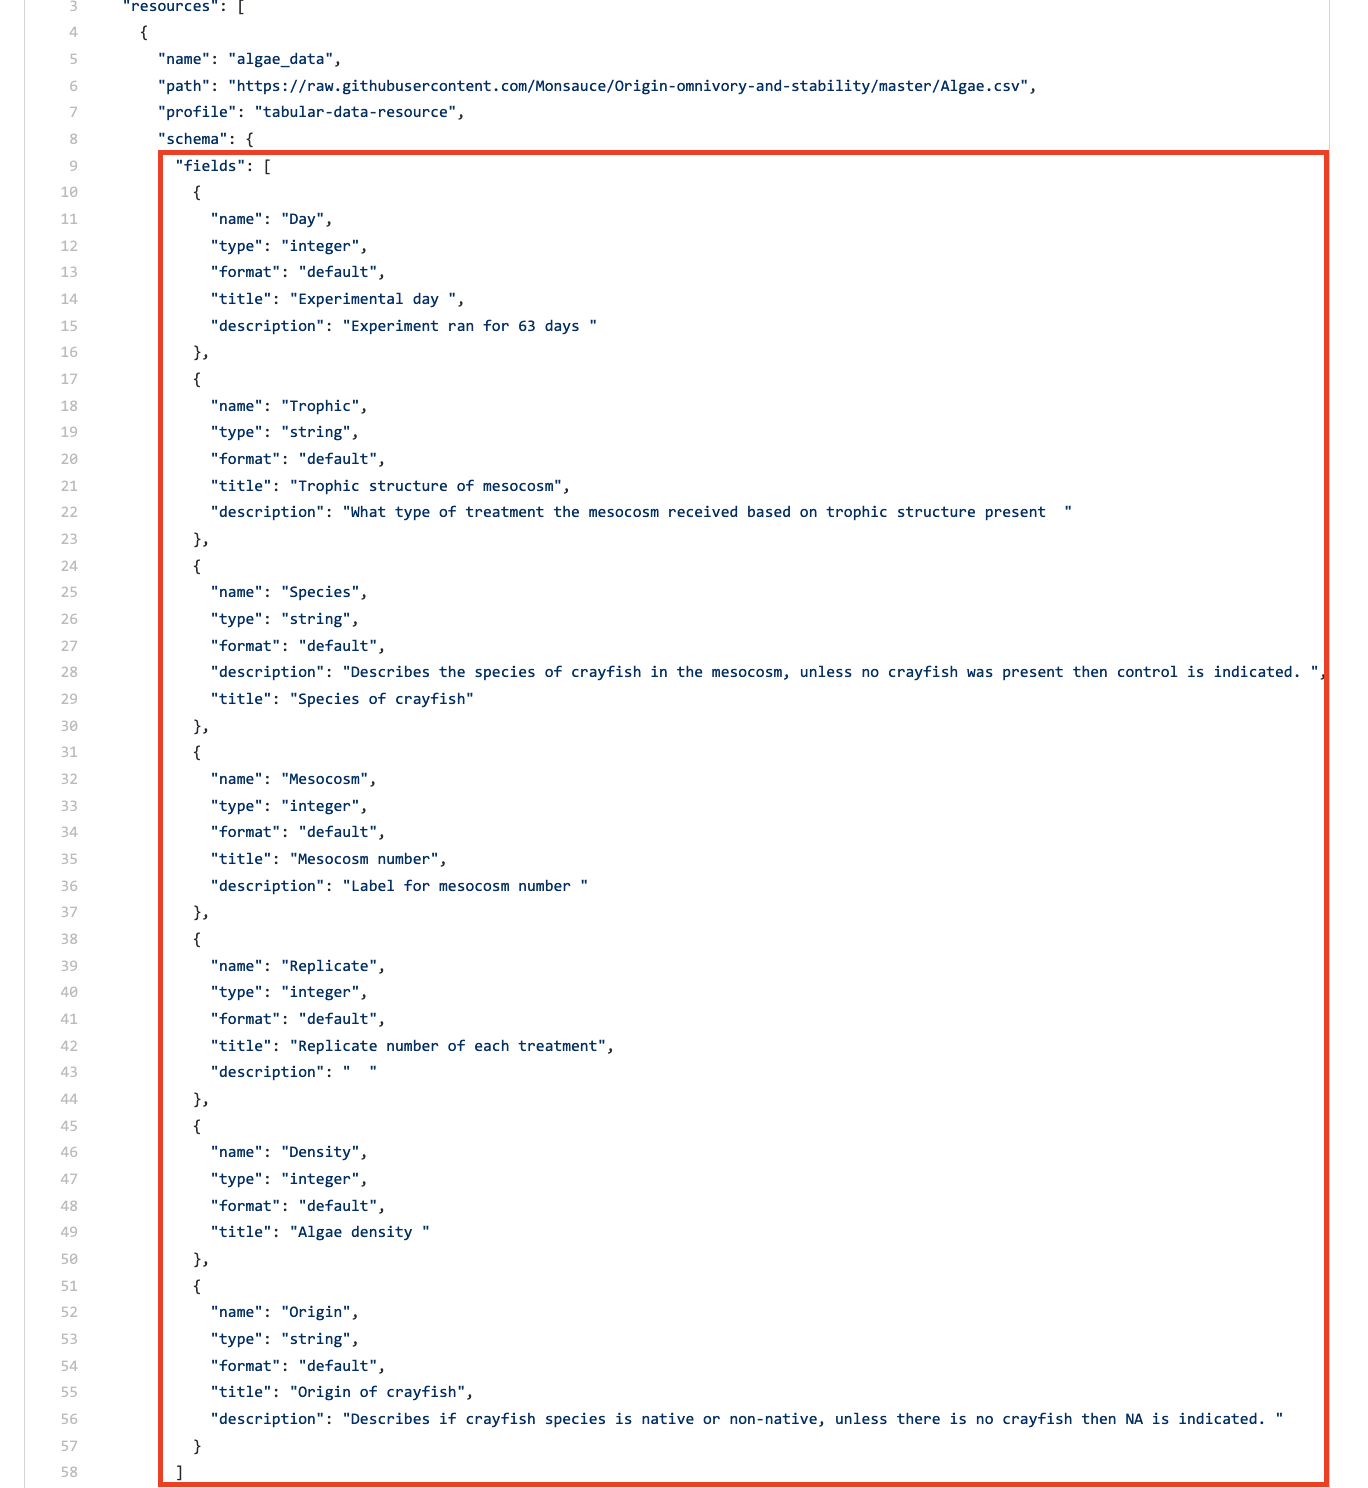 3 "resources": [
4 {
5 "name": "algae_data",
6 "path": "https://raw.githubusercontent.com/Monsauce/Origin-omnivory-and-stability/master/Algae.csv",
7 "profile": "tabular-data-resource",
8 "schema": {
9 "fields": [
10 {
11 "name": "Day",
12 "type": "integer",
13 "format": "default",
14 "title": "Experimental day ",
15 "description": "Experiment ran for 63 days "
16 },
17 {
18 "name": "Trophic",
19 "type": "string",
20 "format": "default",
21 "title": "Trophic structure of mesocosm",
22 "description": "What type of treatment the mesocosm received based on trophic structure present  "
23 },
24 {
25 "name": "Species",
26 "type": "string",
27 "format": "default",
28 "description": "Describes the species of crayfish in the mesocosm, unless no crayfish was present then control is indicated. ",
29 "title": "Species of crayfish"
30 },
31 {
32 "name": "Mesocosm",
33 "type": "integer",
34 "format": "default",
35 "title": "Mesocosm number",
36 "description": "Label for mesocosm number "
37 },
38 {
39 "name": "Replicate",
40 "type": "integer",
41 "format": "default",
42 "title": "Replicate number of each treatment",
43 "description": "  "
44 },
45 {
46 "name": "Density",
47 "type": "integer",
48 "format": "default",
49 "title": "Algae density "
50 },
51 {
52 "name": "Origin",
53 "type": "string",
54 "format": "default",
55 "title": "Origin of crayfish",
56 "description": "Describes if crayfish species is native or non-native, unless there is no crayfish then NA is indicated. "
57 }
58 ]